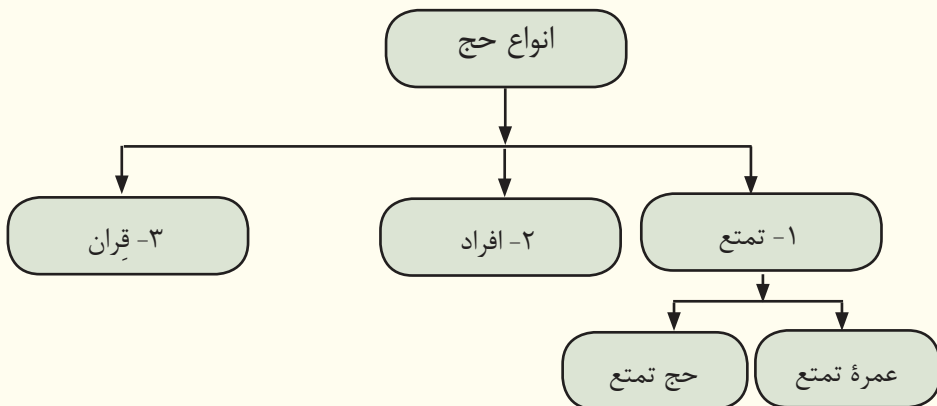 انواع حج
۱- تمتع
۲- افراد
۳- قِران
عمرهٔ تمتع
حج تمتع